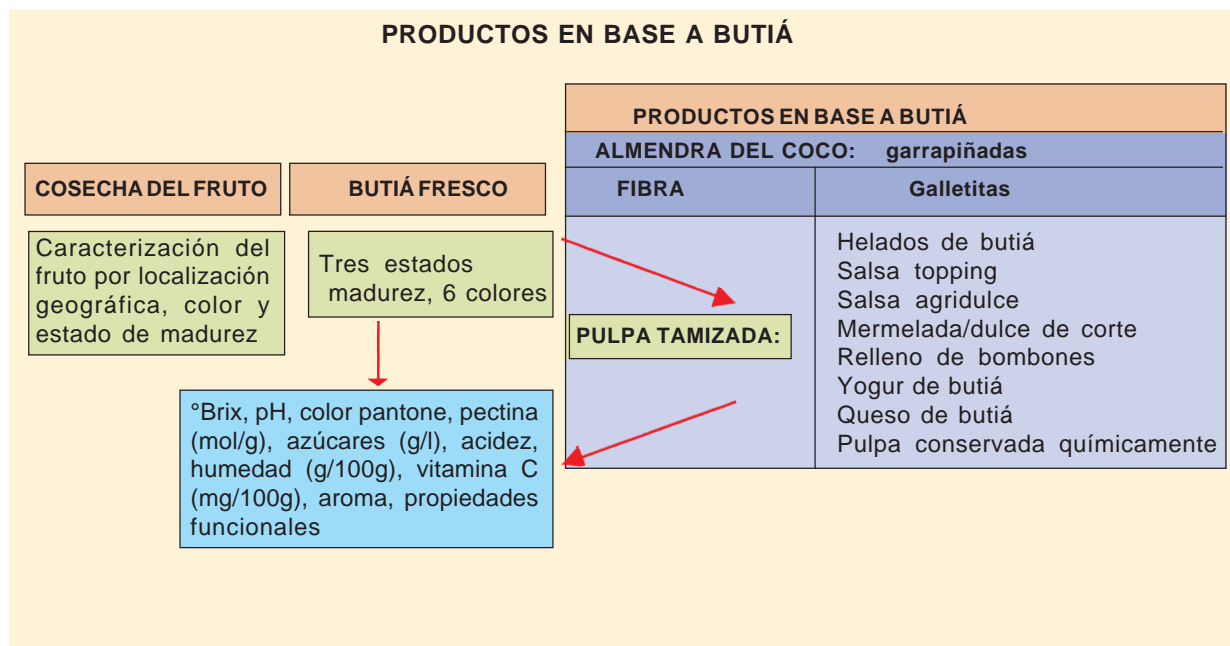 PRODUCTOS EN BASE A BUTIÁ
COSECHA DEL FRUTO
Caracterización del
fruto por localización
geográfica, color y
estado de madurez
BUTIÁ FRESCO
Tres estados
madurez, 6 colores
°Brix, pH, color pantone, pectina
(mol/g), azúcares (g/l), acidez,
humedad (g/100g), vitamina C
(mg/100g), aroma, propiedades
funcionales
PRODUCTOS EN BASE A BUTIÁ
ALMENDRA DEL COCO: garrapiñadas
FIBRA
Galletitas
PULPA TAMIZADA:
Helados de butiá
Salsa topping
Salsa agridulce
Mermelada/dulce de corte
Relleno de bombones
Yogur de butiá
Queso de butiá
Pulpa conservada químicamente